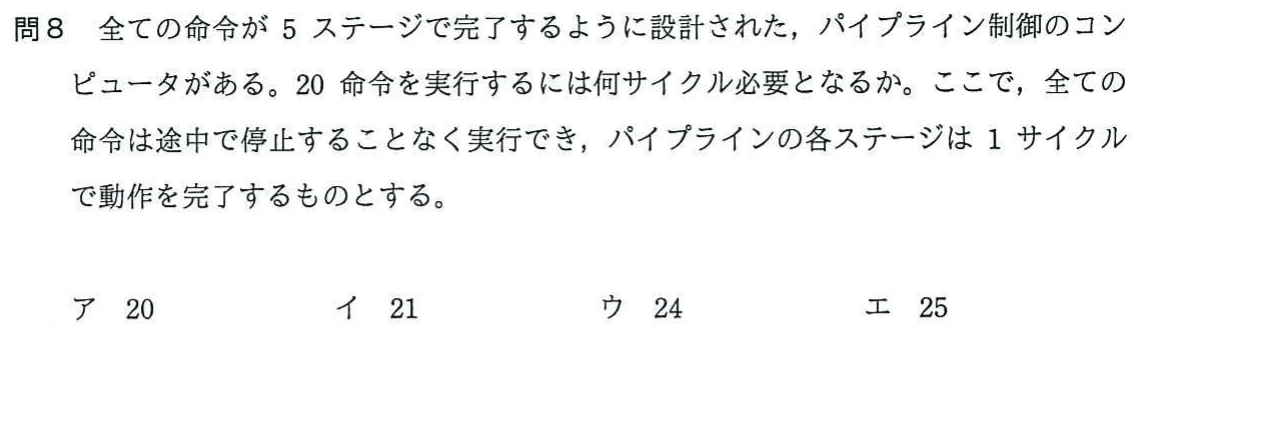 問8 全ての命令が 5 ステージで完了するように設計された，パイプライン制御のコン
ピュータがある。20 命令を実行するには何サイクル必要となるか。ここで，全ての
命令は途中で停止することなく実行でき，パイプラインの各ステージは 1 サイクル
で動作を完了するものとする。
ア 20 イ 21 ウ 24 エ 25